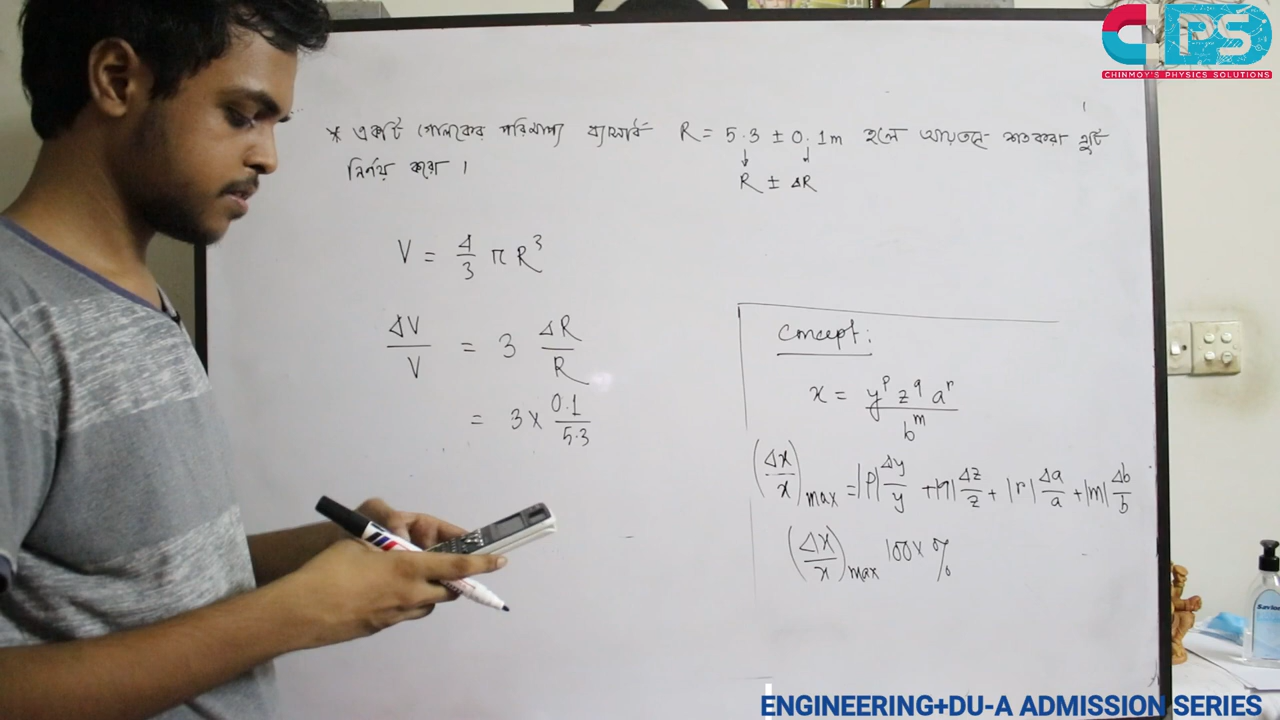 CPS
CHINMOY'S PHYSICS SOLUTIONS
* একটি গোলকের পরিমাপ্য ব্যাসার্ধ R = 5.3 ± 0.1m হলে আয়তনে শতকরা ত্রুটি
নির্ণয় করো ।
R ± ΔR
V = 4/3 π R³
ΔV/V = 3 ΔR/R
= 3 × 0.1/5.3
Concept:
x = y^p z^q a^r / b^m
(Δx/x)max = |P| Δy/y + |q| Δz/z + |r| Δa/a + |m| Δb/b
(Δx/x)max 100× %
ENGINEERING+DU-A ADMISSION SERIES